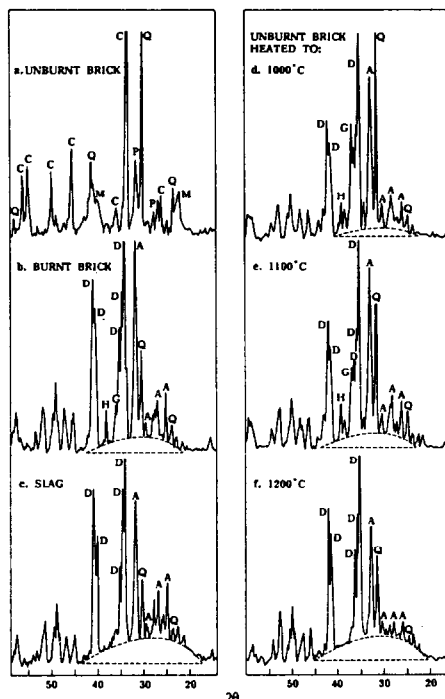 a. UNBURNT BRICK
C Q
C
Q P
C C C
Q C M
C P
Q
b. BURNT BRICK
D A
D
D D
Q
A
A
G
H A Q
c. SLAG
D
D A
D
D Q
A A
A Q
50 40 30 20
UNBURNT BRICK
HEATED TO:
d. 1000°C
D Q
A
D G
D
A
H A A
Q
e. 1100°C
D
A
Q
D D
D
G
A
H A Q
A
f. 1200°C
D
D A
D
D Q
A A A
Q
50 40 30 20
2θ